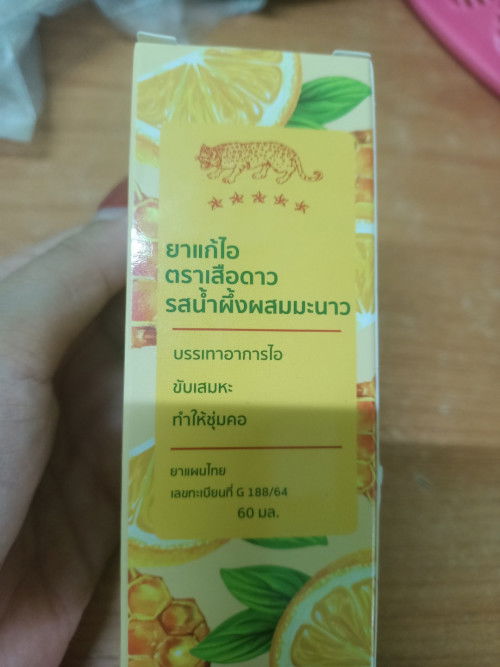 ยาแก้ไอ
ตราเสือดาว
รสน้ำผึ้งผสมมะนาว
บรรเทาอาการไอ
ขับเสมหะ
ทำให้ชุ่มคอ
ยาแผนไทย
เลขทะเบียนที่ G 188/64
60 มล.